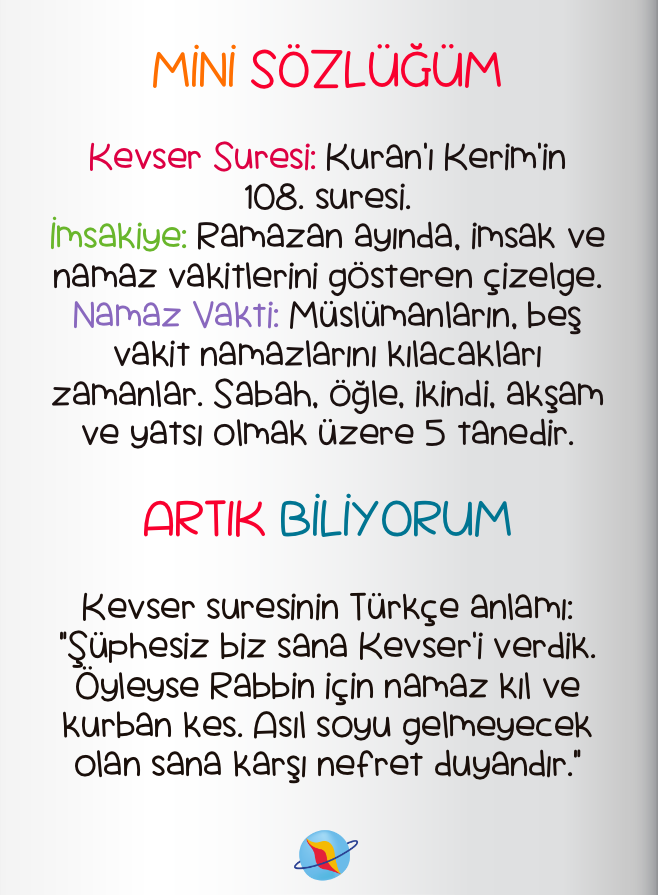 MİNİ SÖZLÜĞÜM
Kevser Suresi: Kuran'ı Kerim'in
108. suresi.
İmsakiye: Ramazan ayında, imsak ve
namaz vakitlerini gösteren çizelge.
Namaz Vakti: Müslümanların, beş
vakit namazlarını kılacakları
zamanlar. Sabah, öğle, ikindi, akşam
ve yatsı olmak üzere 5 tanedir.
ARTIK BİLİYORUM
Kevser suresinin Türkçe anlamı:
"Şüphesiz biz sana Kevser'i verdik.
Öyleyse Rabbin için namaz kıl ve
kurban kes. Asıl soyu gelmeyecek
olan sana karşı nefret duyandır."